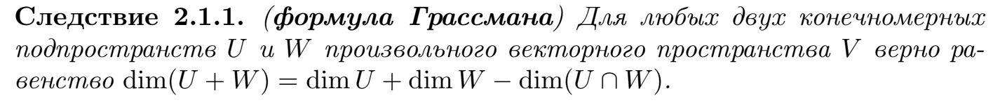 Следствие 2.1.1. (формула Грассмана) Для любых двух конечномерных
подпространств U и W произвольного векторного пространства V верно ра-
венство dim(U + W) = dim U + dim W − dim(U ∩ W).